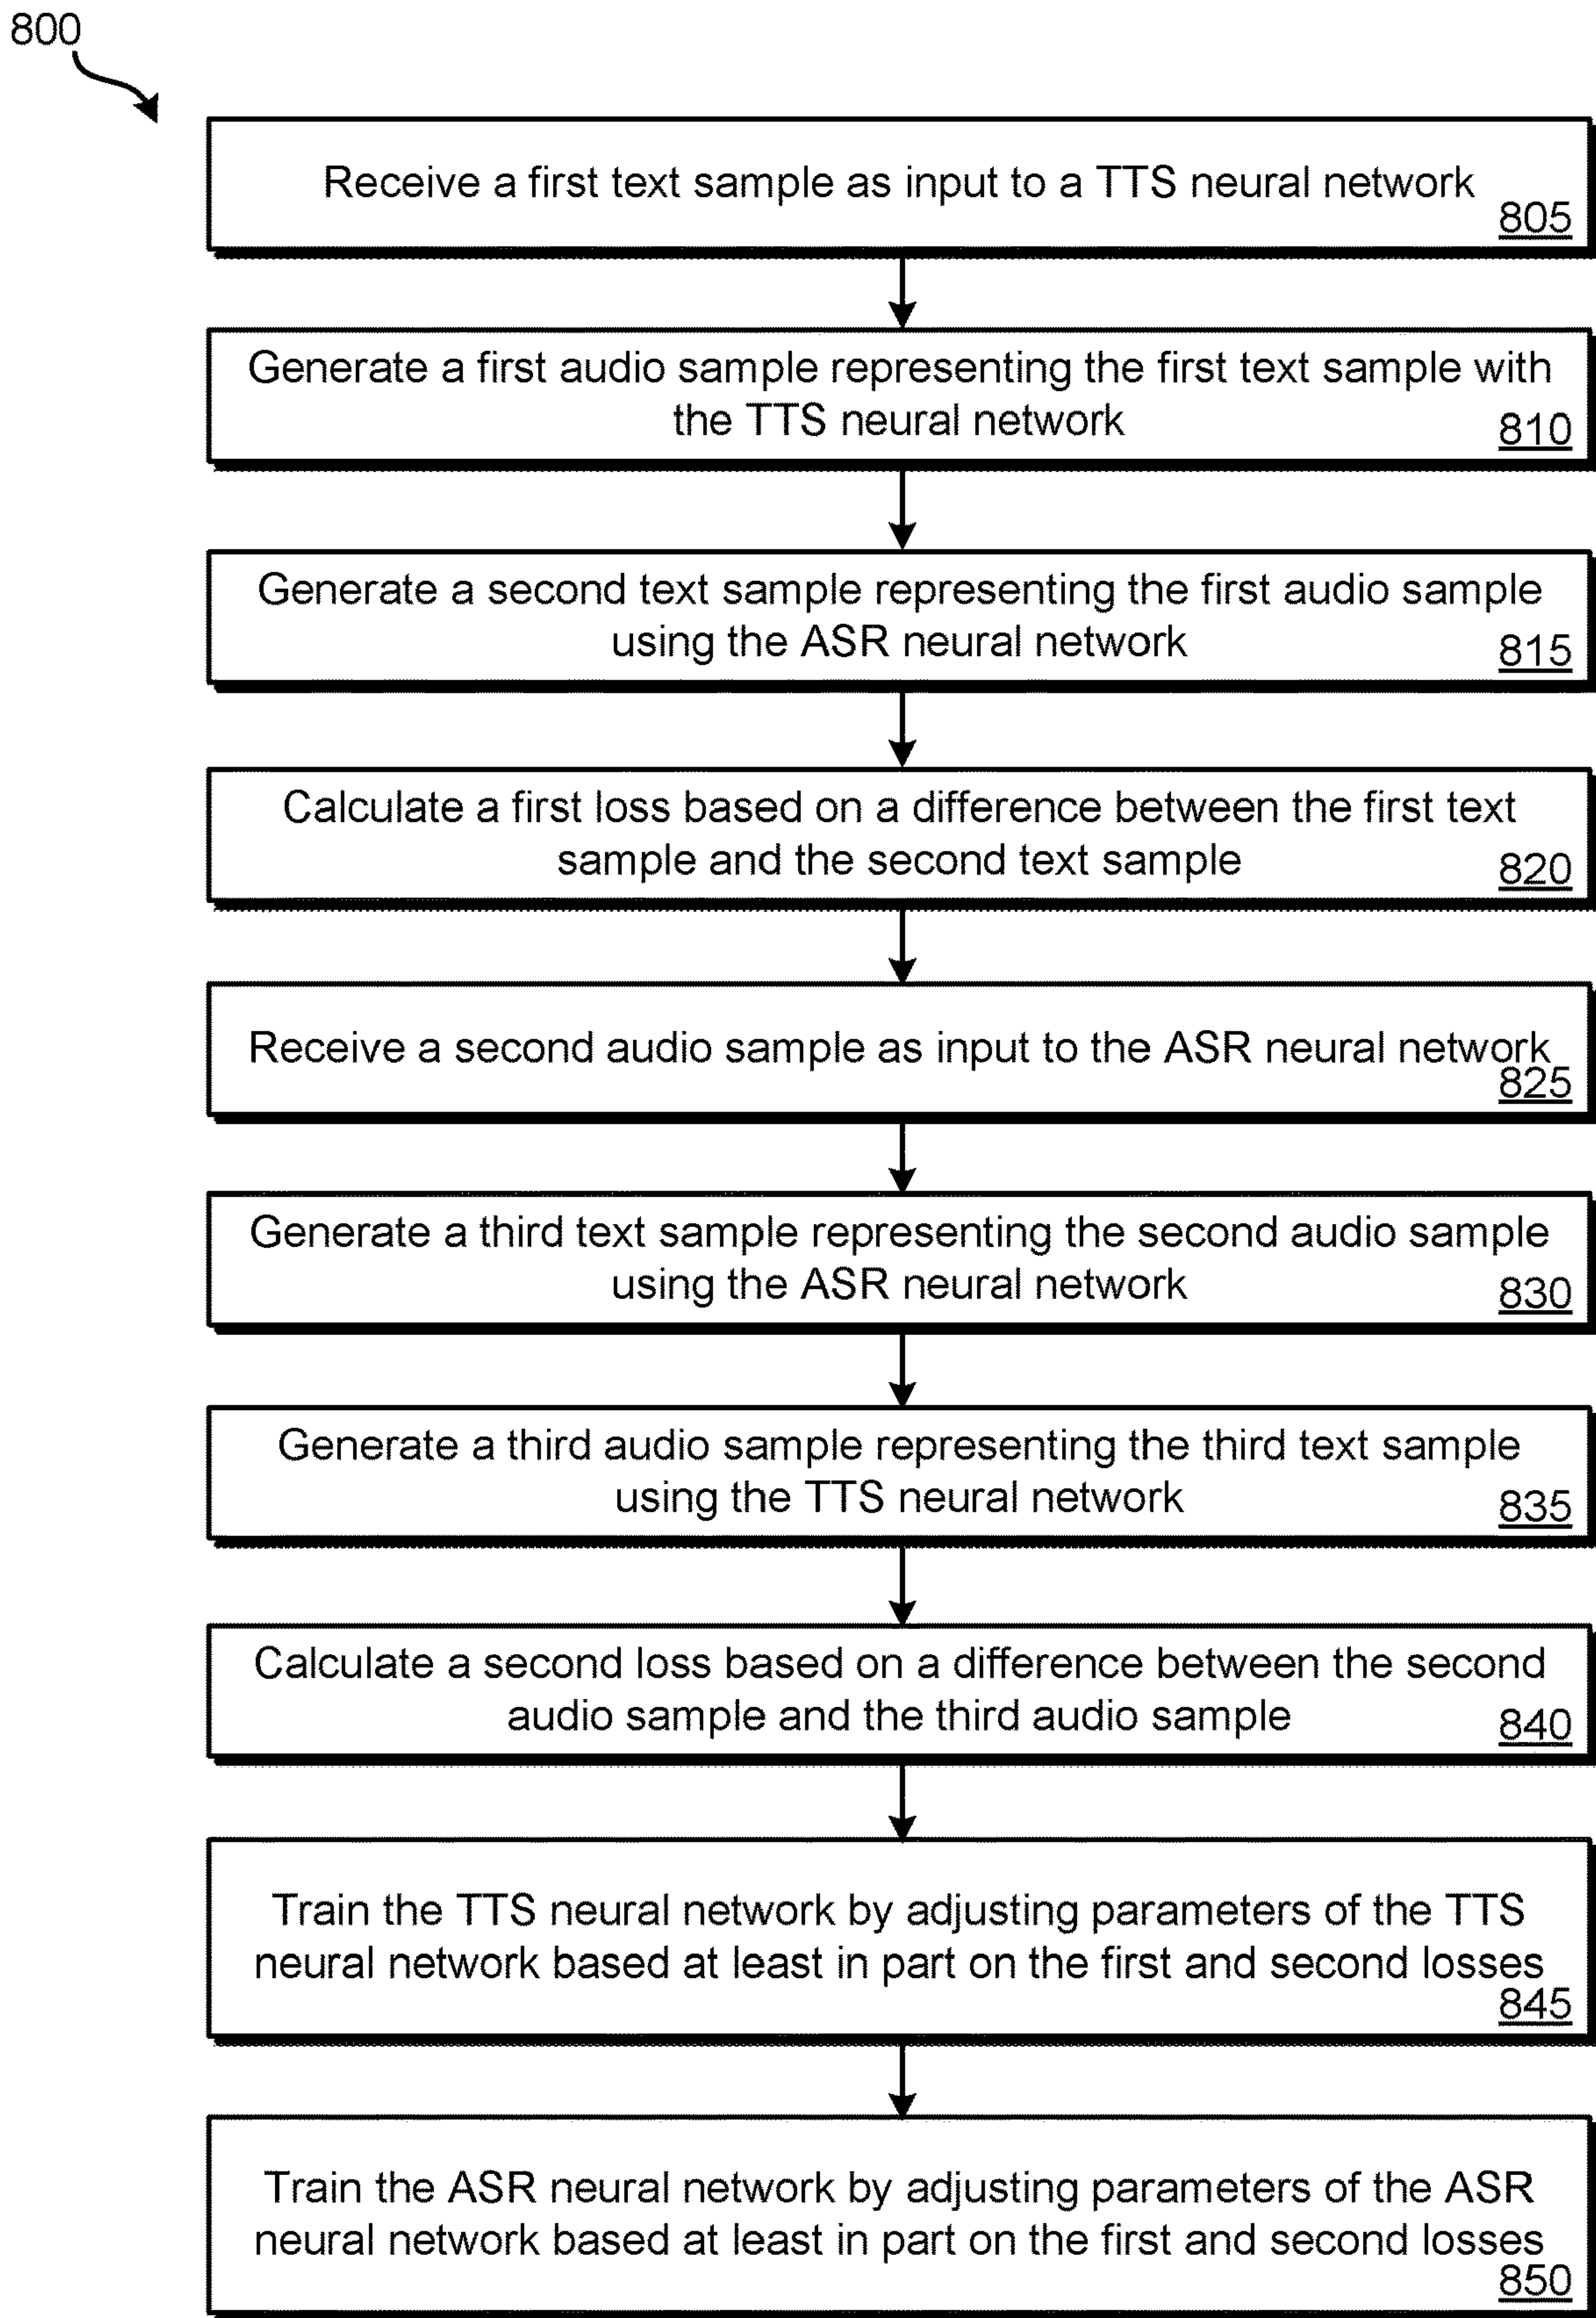 800
Receive a first text sample as input to a TTS neural network
805
Generate a first audio sample representing the first text sample with
the TTS neural network
810
Generate a second text sample representing the first audio sample
using the ASR neural network
815
Calculate a first loss based on a difference between the first text
sample and the second text sample
820
Receive a second audio sample as input to the ASR neural network
825
Generate a third text sample representing the second audio sample
using the ASR neural network
830
Generate a third audio sample representing the third text sample
using the TTS neural network
835
Calculate a second loss based on a difference between the second
audio sample and the third audio sample
840
Train the TTS neural network by adjusting parameters of the TTS
neural network based at least in part on the first and second losses
845
Train the ASR neural network by adjusting parameters of the ASR
neural network based at least in part on the first and second losses
850